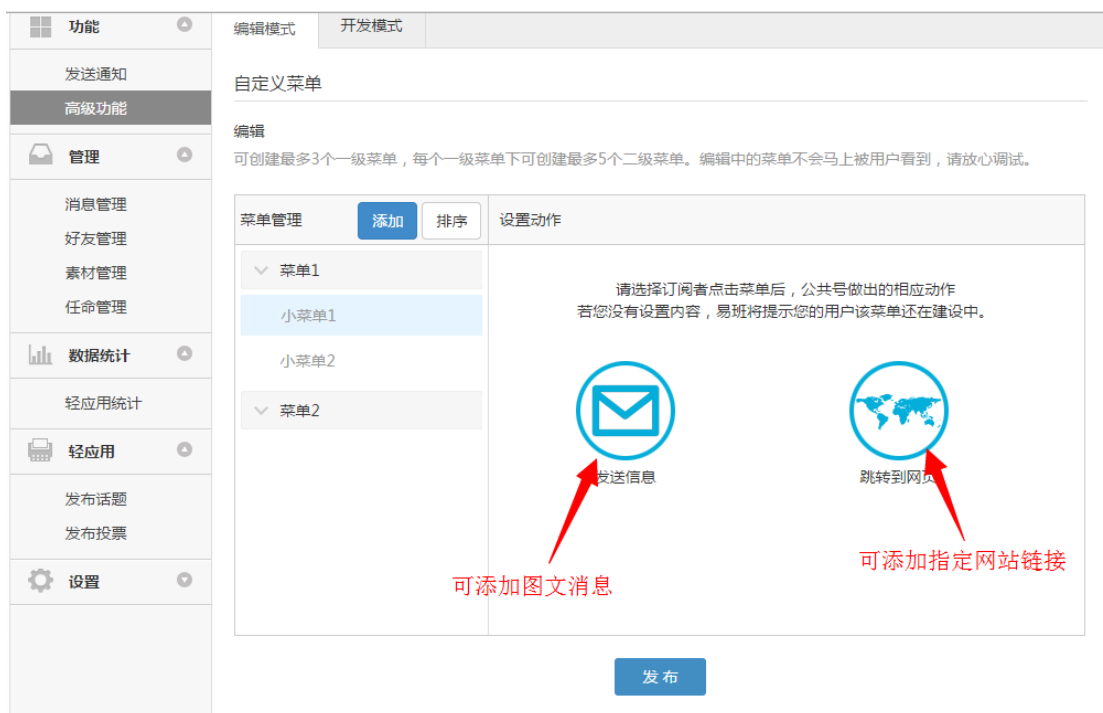 功能
发送通知
高级功能
管理
消息管理
好友管理
素材管理
任命管理
数据统计
轻应用统计
轻应用
发布话题
发布投票
设置
编辑模式
开发模式
自定义菜单
编辑
可创建最多3个一级菜单，每个一级菜单下可创建最多5个二级菜单。编辑中的菜单不会马上被用户看到，请放心调试。
菜单管理
添加
排序
设置动作
菜单1
小菜单1
小菜单2
菜单2
请选择订阅者点击菜单后，公共号做出的相应动作
若您没有设置内容，易班将提示您的用户该菜单还在建设中。
发送信息
跳转到网页
可添加图文消息
可添加指定网站链接
发布